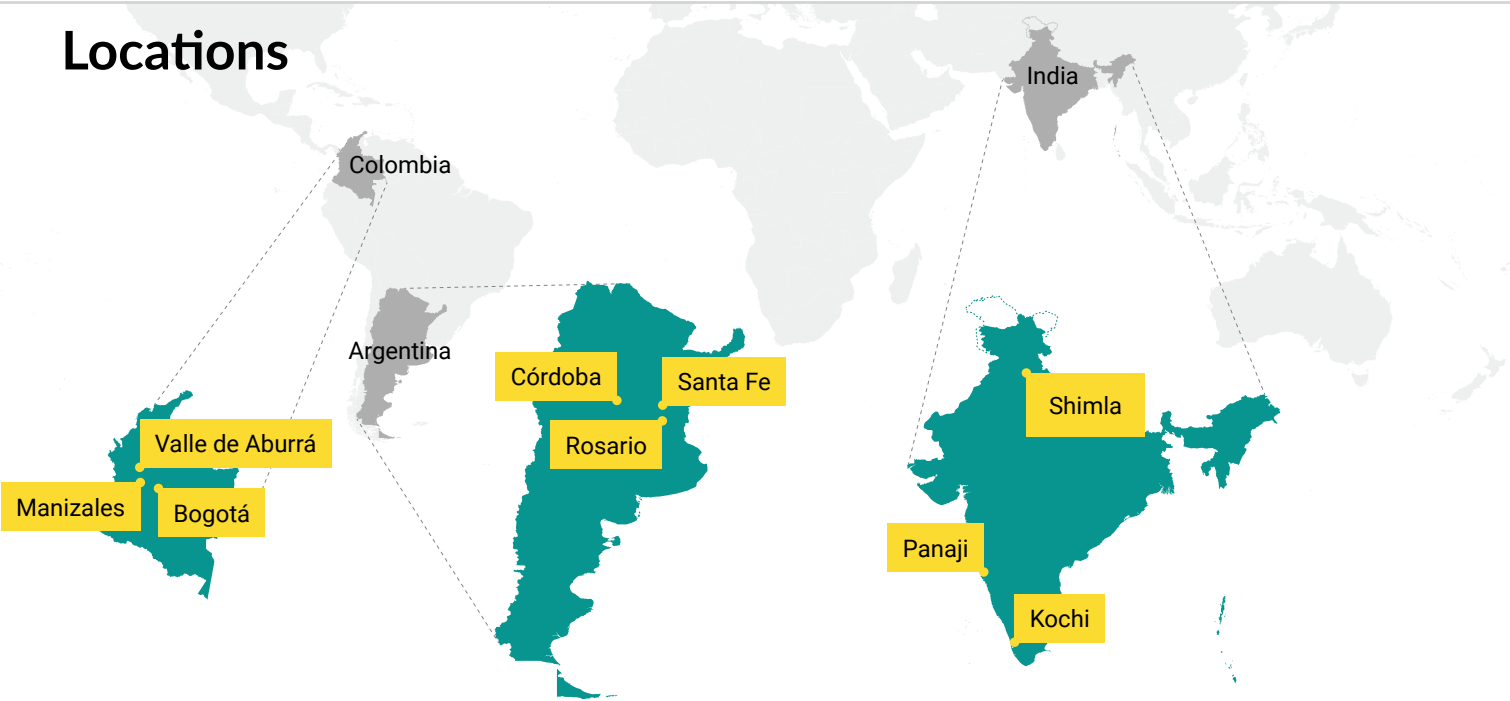 Locations
India
Colombia
Argentina
Córdoba
Santa Fe
Rosario
Shimla
Valle de Aburrá
Manizales
Bogotá
Panaji
Kochi